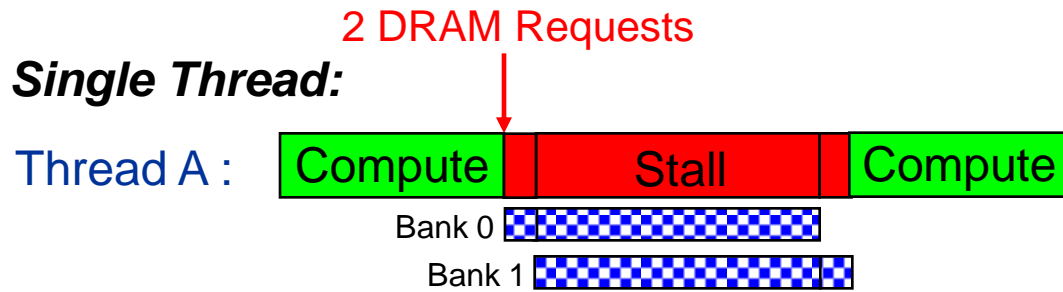 2 DRAM Requests
Single Thread:
Thread A : Compute Stall Compute
Bank 0
Bank 1